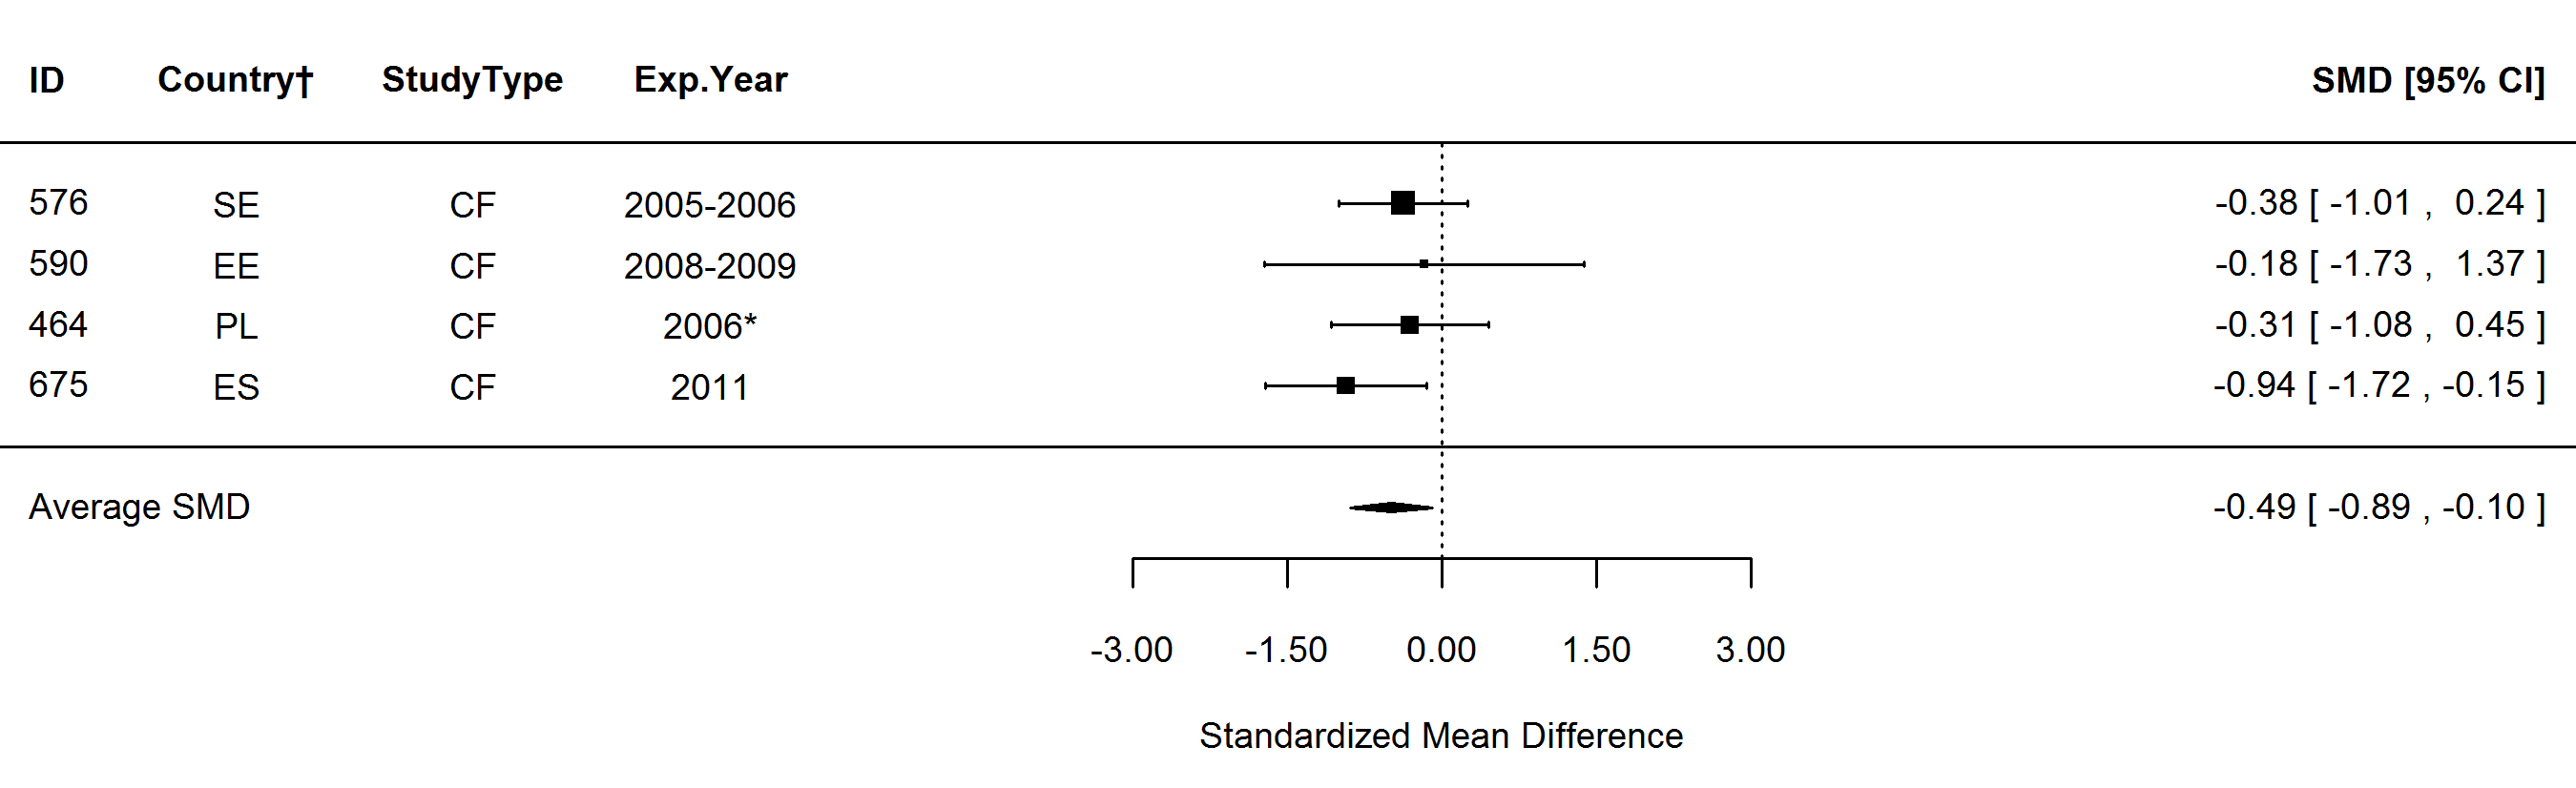 ID Country† StudyType Exp.Year SMD [95% CI]
576 SE CF 2005-2006 -0.38 [ -1.01 , 0.24 ]
590 EE CF 2008-2009 -0.18 [ -1.73 , 1.37 ]
464 PL CF 2006* -0.31 [ -1.08 , 0.45 ]
675 ES CF 2011 -0.94 [ -1.72 , -0.15 ]
Average SMD -0.49 [ -0.89 , -0.10 ]
-3.00 -1.50 0.00 1.50 3.00
Standardized Mean Difference